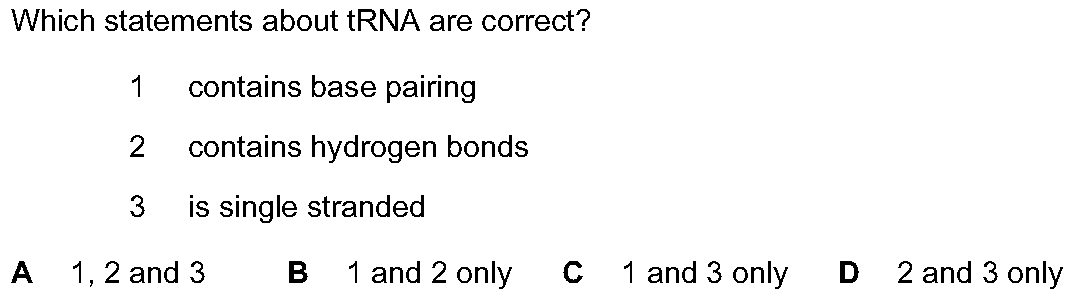 Which statements about tRNA are correct?
1 contains base pairing
2 contains hydrogen bonds
3 is single stranded
A 1, 2 and 3 B 1 and 2 only C 1 and 3 only D 2 and 3 only